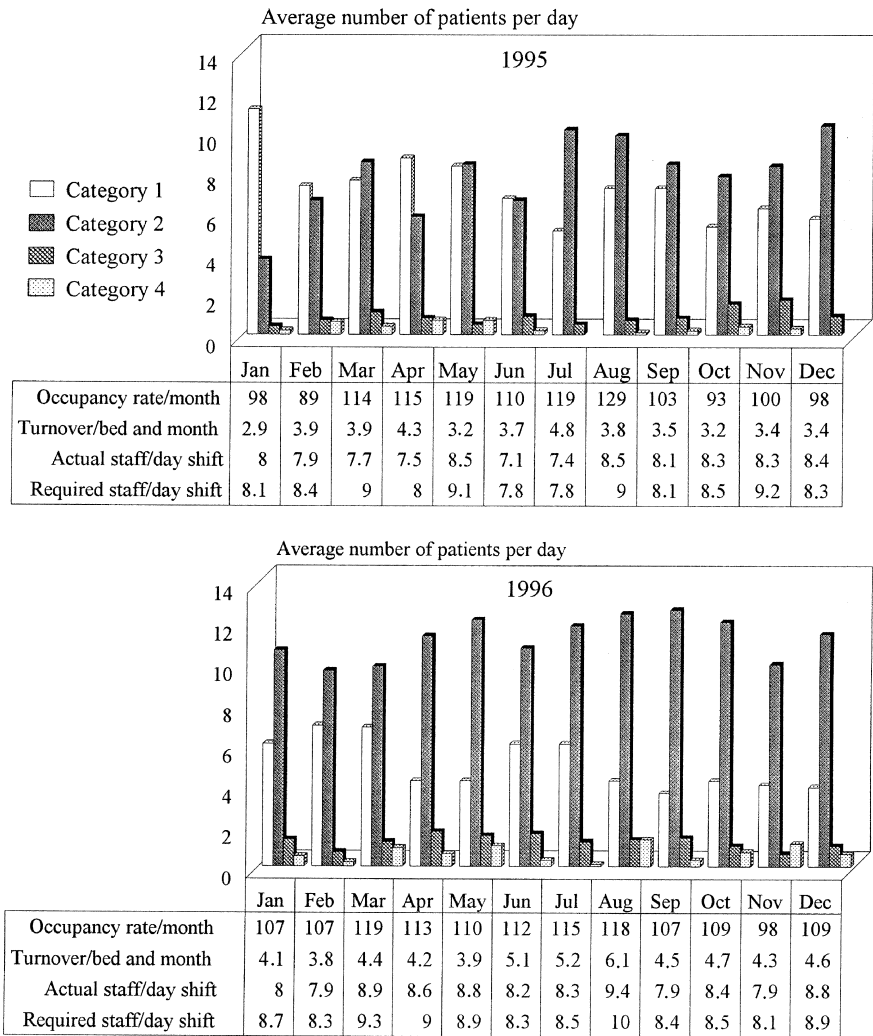 Average number of patients per day
1995
14
12
10
8
6
4
2
0
Category 1
Category 2
Category 3
Category 4
Jan Feb Mar Apr May Jun Jul Aug Sep Oct Nov Dec
Occupancy rate/month 98 89 114 115 119 110 119 129 103 93 100 98
Turnover/bed and month 2.9 3.9 3.9 4.3 3.2 3.7 4.8 3.8 3.5 3.2 3.4 3.4
Actual staff/day shift 8 7.9 7.7 7.5 8.5 7.1 7.4 8.5 8.1 8.3 8.3 8.4
Required staff/day shift 8.1 8.4 9 8 9.1 7.8 7.8 9 8.1 8.5 9.2 8.3
Average number of patients per day
1996
14
12
10
8
6
4
2
0
Jan Feb Mar Apr May Jun Jul Aug Sep Oct Nov Dec
Occupancy rate/month 107 107 119 113 110 112 115 118 107 109 98 109
Turnover/bed and month 4.1 3.8 4.4 4.2 3.9 5.1 5.2 6.1 4.5 4.7 4.3 4.6
Actual staff/day shift 8 7.9 8.9 8.6 8.8 8.2 8.3 9.4 7.9 8.4 7.9 8.8
Required staff/day shift 8.7 8.3 9.3 9 8.9 8.3 8.5 10 8.4 8.5 8.1 8.9